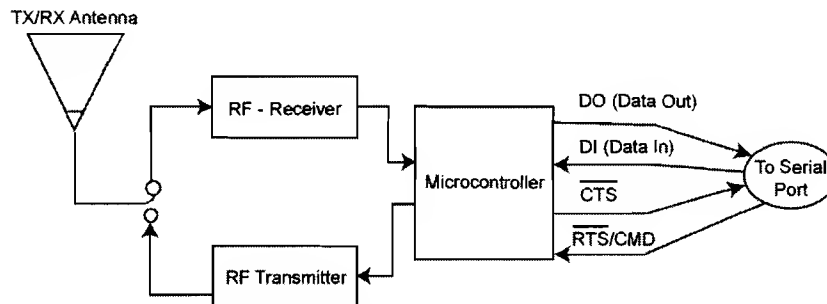 TX/RX Antenna
RF - Receiver
DO (Data Out)
DI (Data In)
To Serial
Port
Microcontroller
CTS
RTS/CMD
RF Transmitter